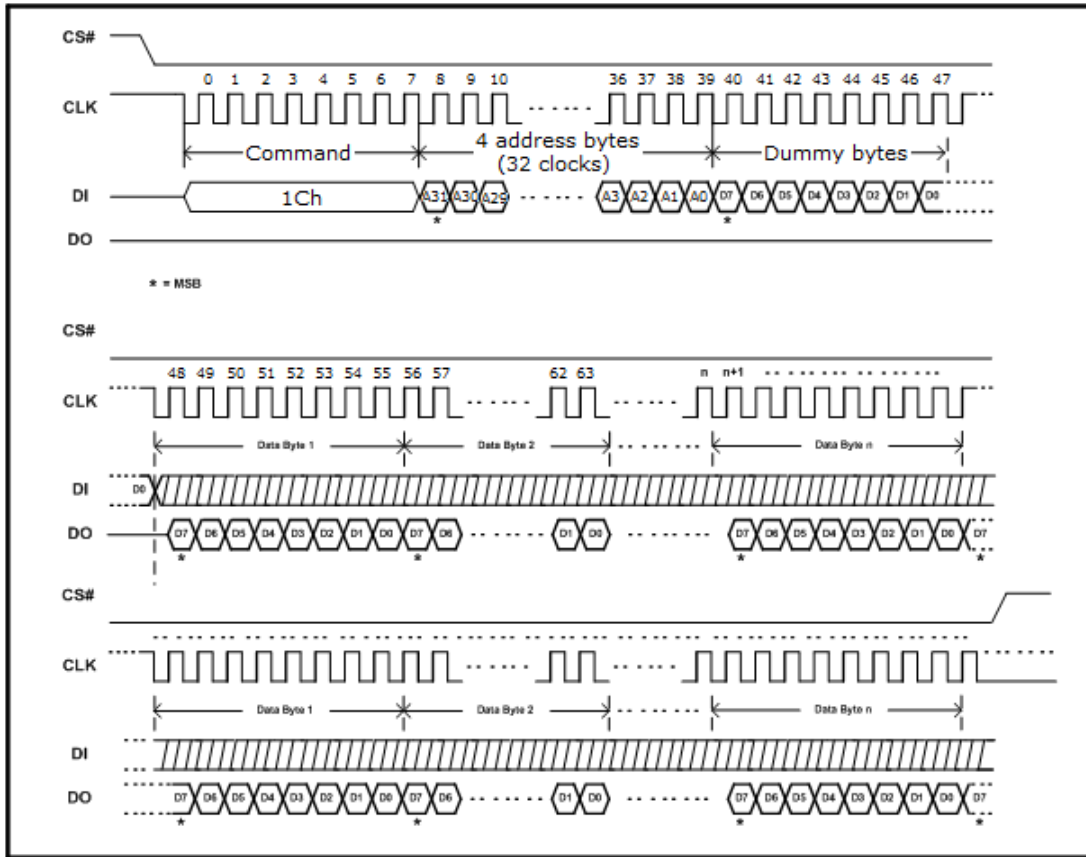 CS#
0 1 2 3 4 5 6 7 8 9 10 36 37 38 39 40 41 42 43 44 45 46 47
CLK
Command 4 address bytes Dummy bytes
(32 clocks)
DI 1Ch A31 A30 A29 A3 A2 A1 A0 D7 D6 D5 D4 D3 D2 D1 D0
* *
DO
* = MSB
CS#
48 49 50 51 52 53 54 55 56 57 62 63 n n+1
CLK
Data Byte 1 Data Byte 2 Data Byte n
DI D0
DO D7 D6 D5 D4 D3 D2 D1 D0 D7 D6 D1 D0 D7 D6 D5 D4 D3 D2 D1 D0 D7
* * * *
CS#
CLK
Data Byte 1 Data Byte 2 Data Byte n
DI
DO D7 D6 D5 D4 D3 D2 D1 D0 D7 D6 D1 D0 D7 D6 D5 D4 D3 D2 D1 D0 D7
* * * *